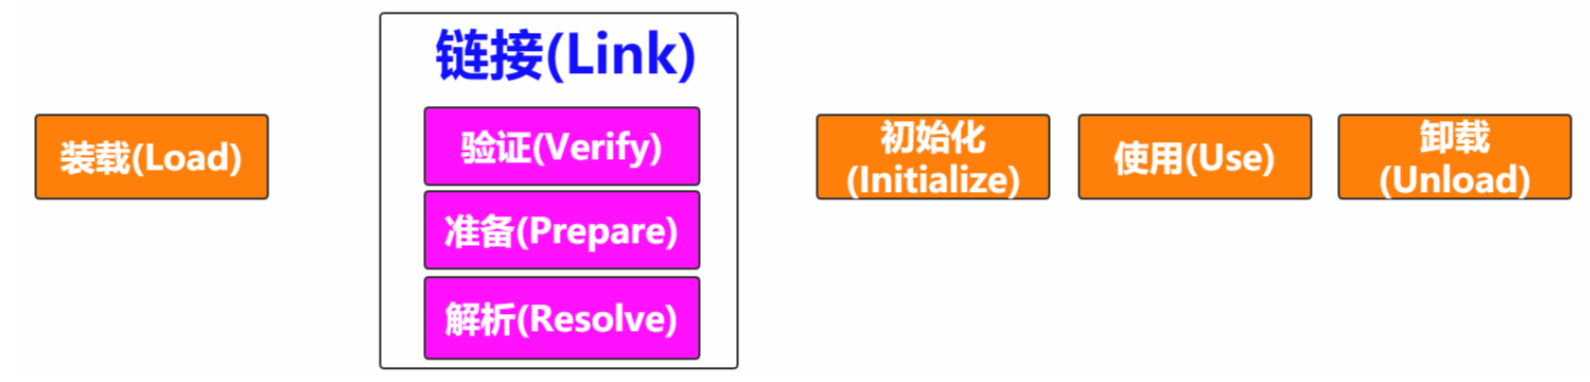 装载(Load)
链接(Link)
验证(Verify)
准备(Prepare)
解析(Resolve)
初始化
(Initialize)
使用(Use)
卸载
(Unload)